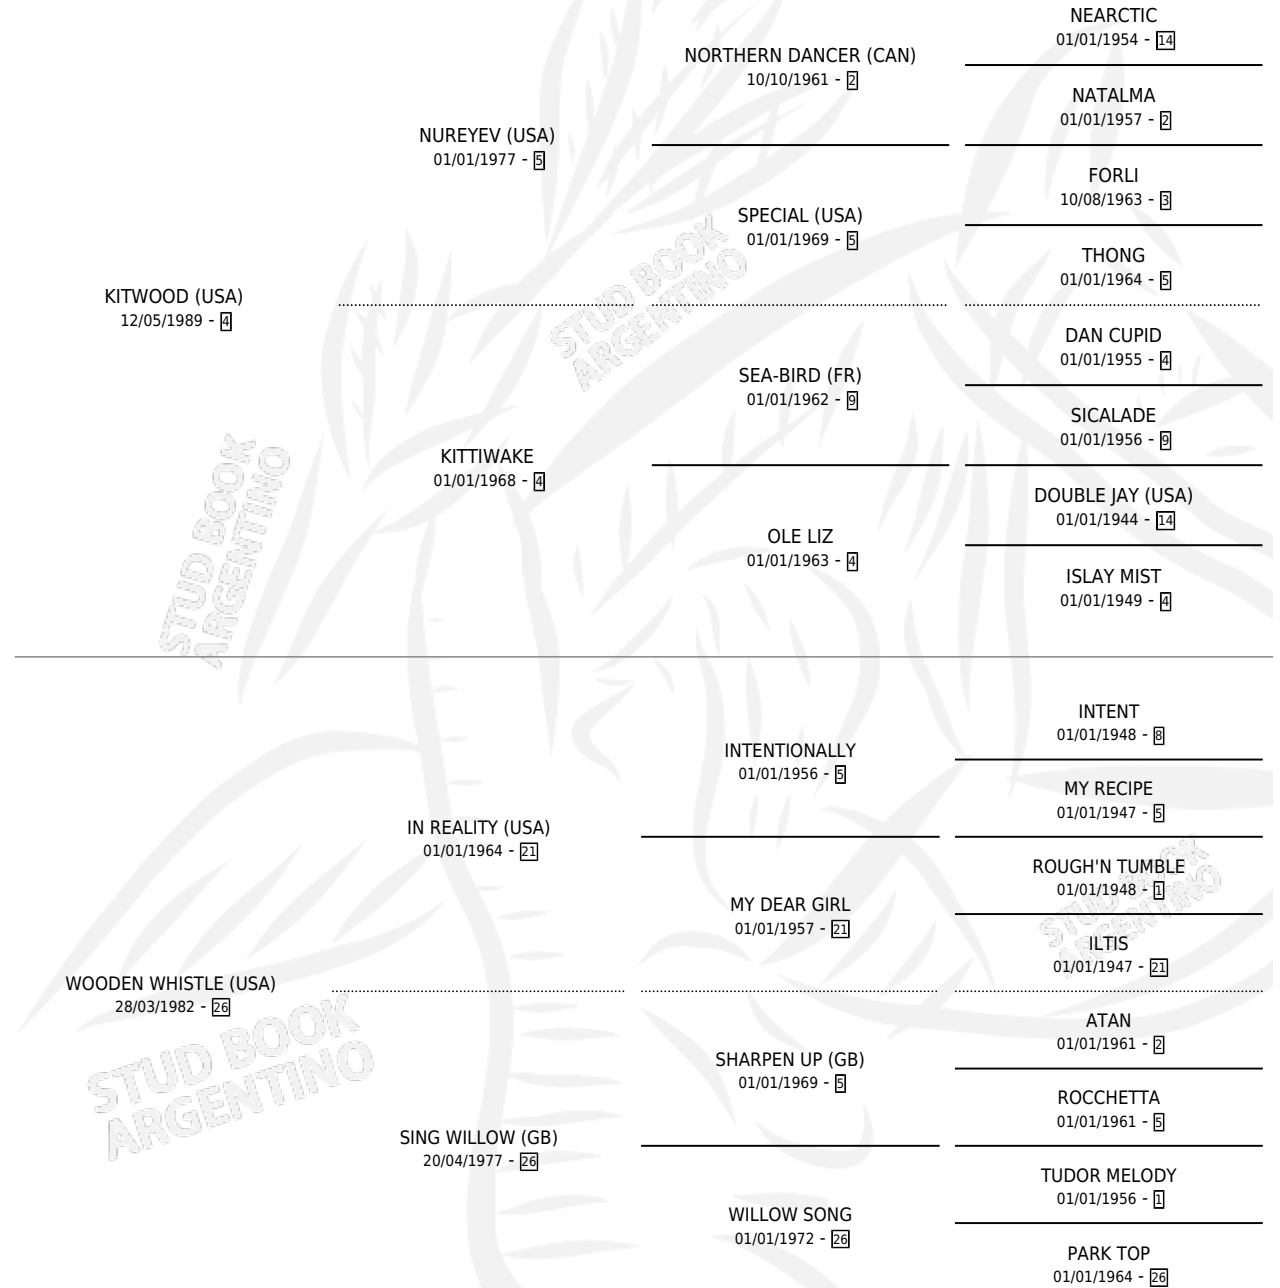 NEARCTIC
01/01/1954 - 14
NORTHERN DANCER (CAN)
10/10/1961 - 2
NATALMA
01/01/1957 - 2
NUREYEV (USA)
01/01/1977 - 5
FORLI
10/08/1963 - 3
SPECIAL (USA)
01/01/1969 - 5
THONG
01/01/1964 - 5
KITWOOD (USA)
12/05/1989 - 4
DAN CUPID
01/01/1955 - 4
SEA-BIRD (FR)
01/01/1962 - 9
SICALADE
01/01/1956 - 9
KITTIWAKE
01/01/1968 - 4
DOUBLE JAY (USA)
01/01/1944 - 14
OLE LIZ
01/01/1963 - 4
ISLAY MIST
01/01/1949 - 4
INTENT
01/01/1948 - 8
INTENTIONALLY
01/01/1956 - 5
MY RECIPE
01/01/1947 - 5
IN REALITY (USA)
01/01/1964 - 21
ROUGH'N TUMBLE
01/01/1948 - 1
MY DEAR GIRL
01/01/1957 - 21
ILTIS
01/01/1947 - 21
WOODEN WHISTLE (USA)
28/03/1982 - 26
ATAN
01/01/1961 - 2
SHARPEN UP (GB)
01/01/1969 - 5
ROCCHETTA
01/01/1961 - 5
SING WILLOW (GB)
20/04/1977 - 26
TUDOR MELODY
01/01/1956 - 1
WILLOW SONG
01/01/1972 - 26
PARK TOP
01/01/1964 - 26
STUD BOOK
ARGENTINO
STUD BOOK
ARGENTINO
STUD BOOK
ARGENTINO
STUD BOOK
ARGENTINO